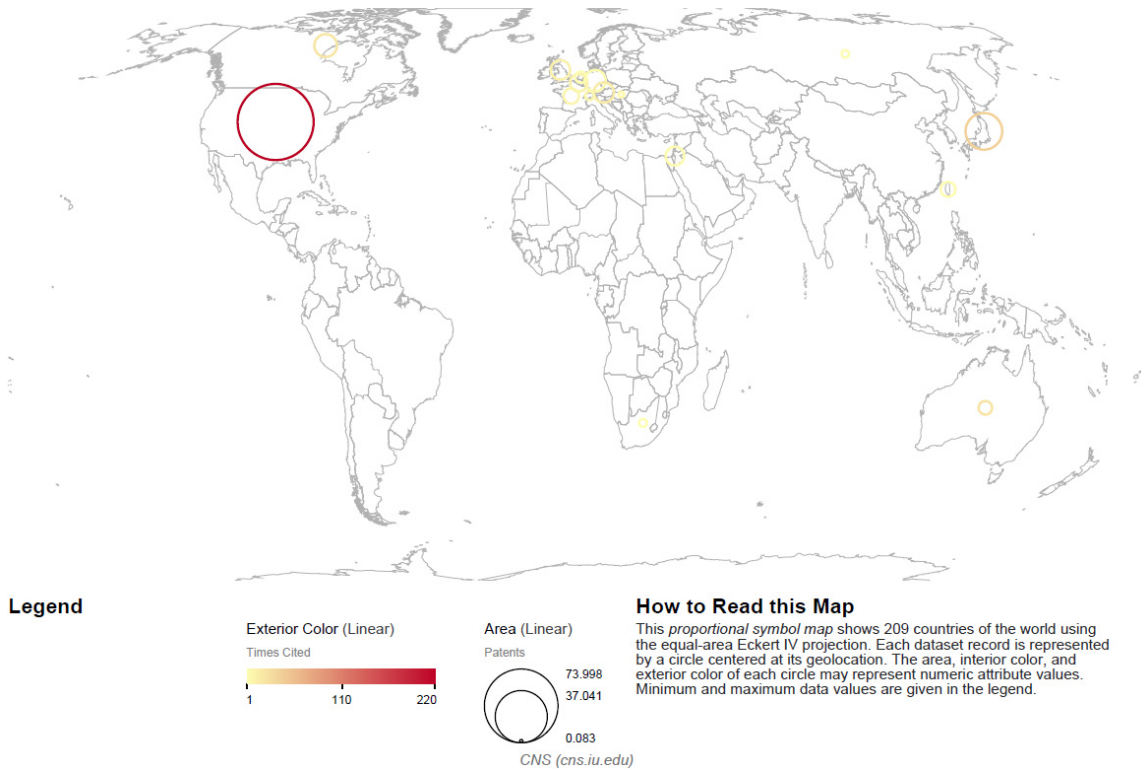 Legend
Exterior Color (Linear)
Times Cited
1
110
220
Area (Linear)
Patents
73.998
37.041
0.083
How to Read this Map
This proportional symbol map shows 209 countries of the world using
the equal-area Eckert IV projection. Each dataset record is represented
by a circle centered at its geolocation. The area, interior color, and
exterior color of each circle may represent numeric attribute values.
Minimum and maximum data values are given in the legend.
CNS (cns.iu.edu)